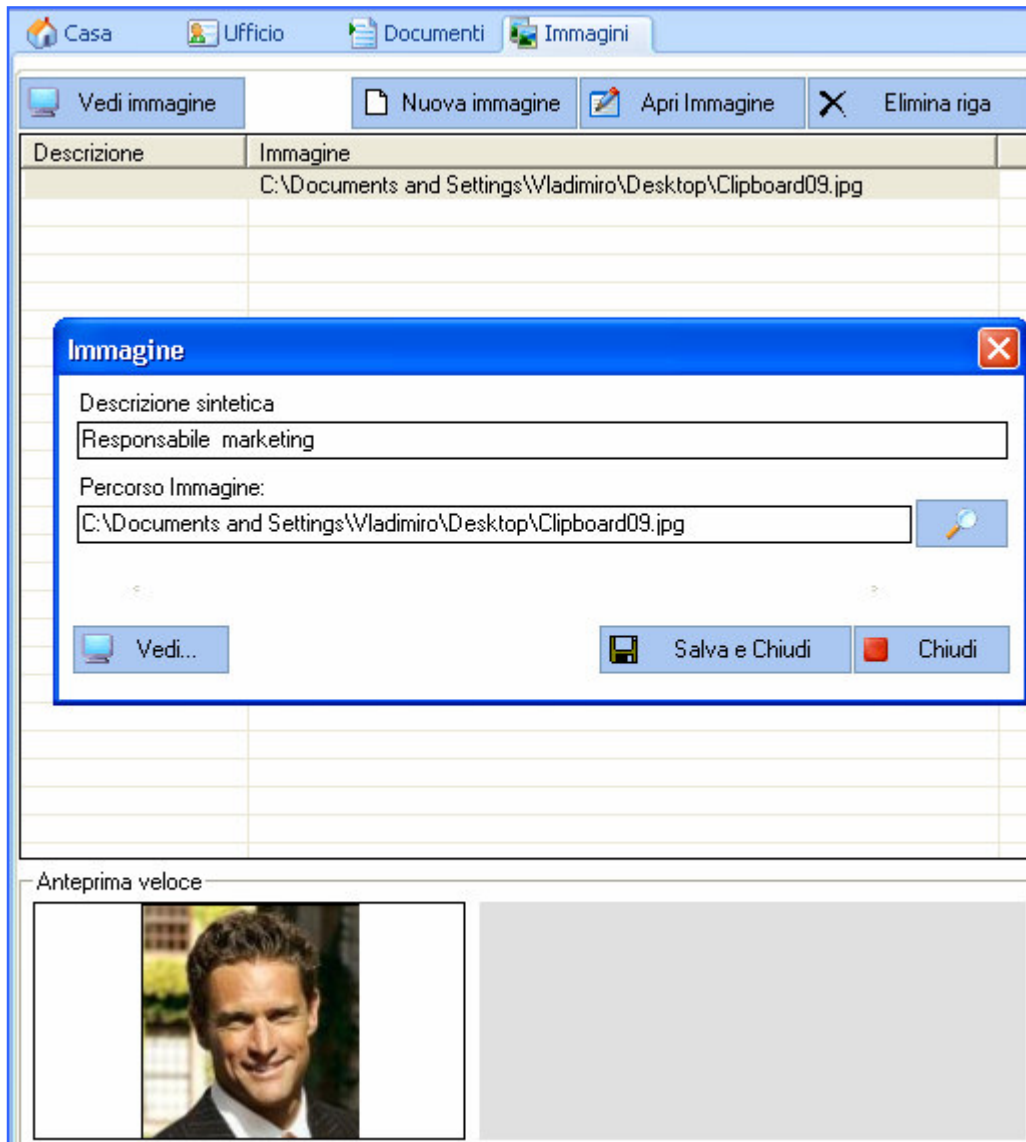 Casa Ufficio Documenti Immagini
Vedi immagine Nuova immagine Apri Immagine Elimina riga
Descrizione Immagine
C:\Documents and Settings\Vladimiro\Desktop\Clipboard09.jpg
Immagine
Descrizione sintetica
Responsabile  marketing
Percorso Immagine:
C:\Documents and Settings\Vladimiro\Desktop\Clipboard09.jpg
Vedi... Salva e Chiudi Chiudi
Anteprima veloce